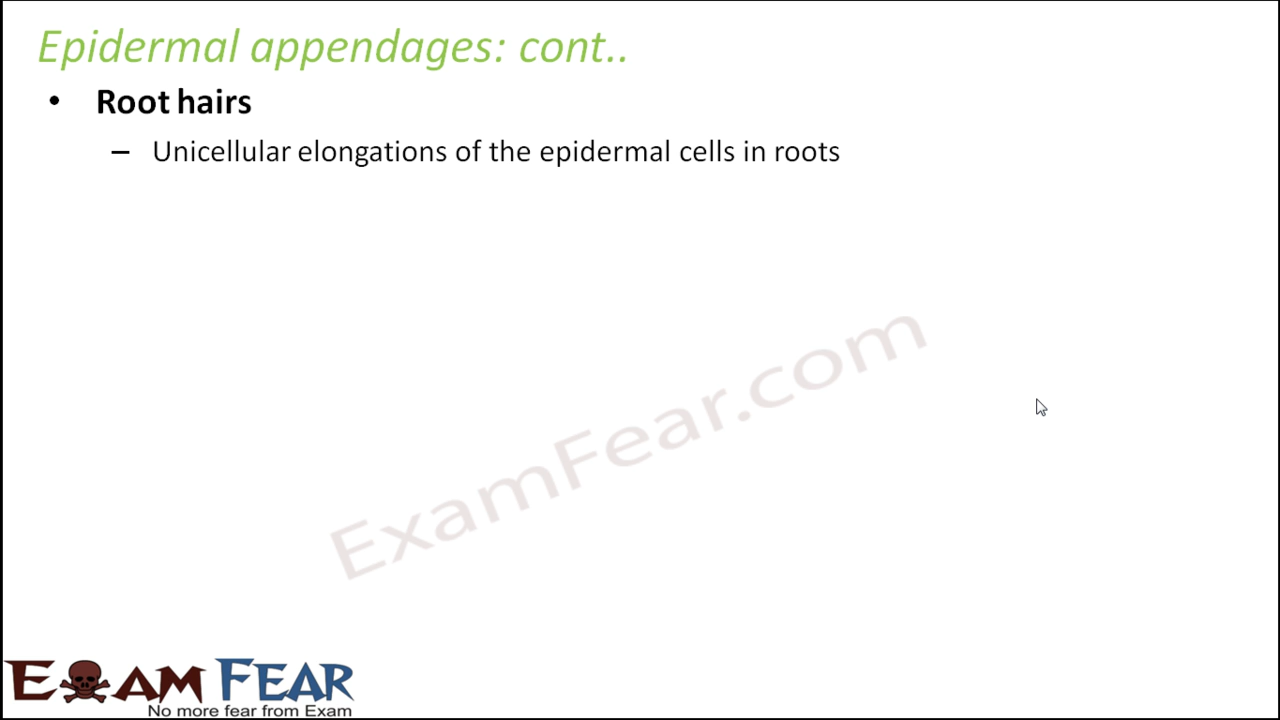 Epidermal appendages: cont..
• Root hairs
– Unicellular elongations of the epidermal cells in roots
ExamFear.com
EXAM FEAR
No more fear from Exam